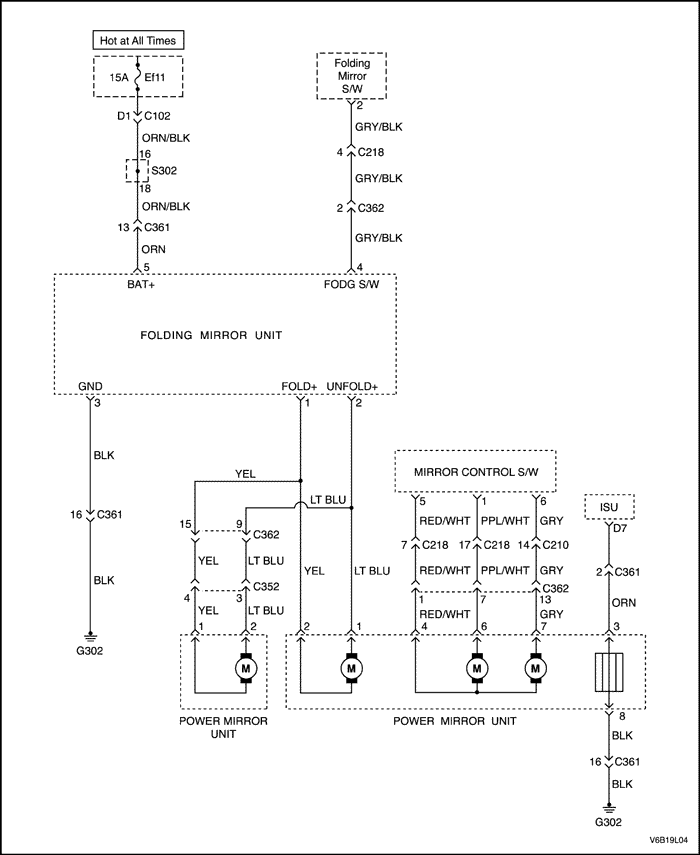 Hot at All Times
15A Ef11
Folding
Mirror
S/W
2
D1 C102
GRY/BLK
ORN/BLK
4 C218
16
S302
18
GRY/BLK
ORN/BLK
2 C362
13 C361
GRY/BLK
ORN
5 4
BAT+ FODG S/W
FOLDING MIRROR UNIT
GND FOLD+ UNFOLD+
3 1 2
BLK
MIRROR CONTROL S/W
YEL
5 1 6
ISU
LT BLU
16 C361
15 9 C362
RED/WHT PPL/WHT GRY
D7
7 C218 17 C218 14 C210
YEL LT BLU YEL LT BLU
RED/WHT PPL/WHT GRY
2 C361
BLK
C352
C362
4 3
1 7 13
YEL LT BLU
RED/WHT GRY
ORN
1 2 2 1 4 6 7 3
G302
M M M M
POWER MIRROR
UNIT
POWER MIRROR UNIT
8
BLK
16 C361
BLK
G302
V6B19L04